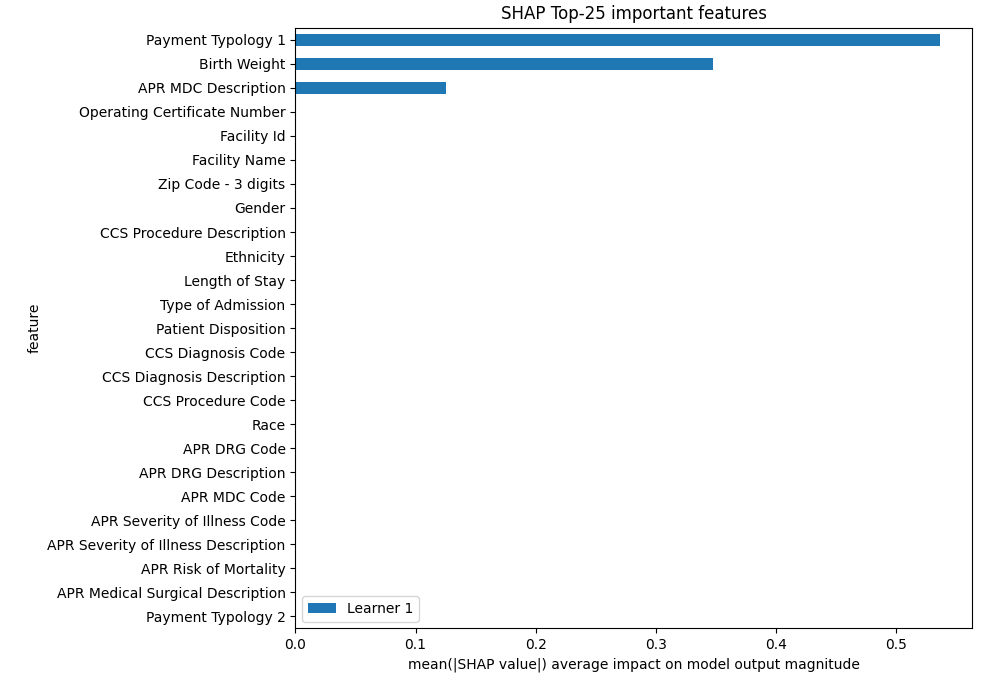 SHAP Top-25 important features
Payment Typology 1
Birth Weight
APR MDC Description
Operating Certificate Number
Facility Id
Facility Name
Zip Code - 3 digits
Gender
CCS Procedure Description
Ethnicity
Length of Stay
Type of Admission
Patient Disposition
CCS Diagnosis Code
CCS Diagnosis Description
CCS Procedure Code
Race
APR DRG Code
APR DRG Description
APR MDC Code
APR Severity of Illness Code
APR Severity of Illness Description
APR Risk of Mortality
APR Medical Surgical Description
Payment Typology 2
feature
Learner 1
0.0 0.1 0.2 0.3 0.4 0.5
mean(|SHAP value|) average impact on model output magnitude